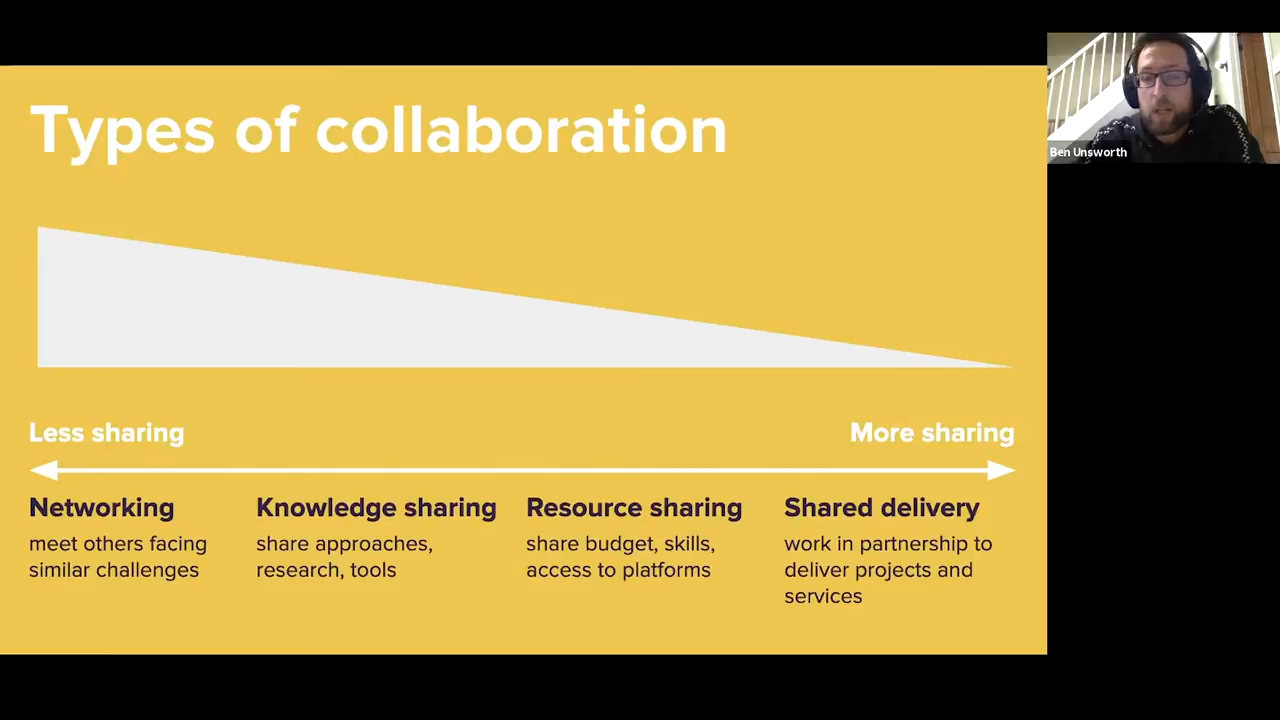 Types of collaboration
Ben Unsworth
Less sharing
More sharing
Networking
meet others facing
similar challenges
Knowledge sharing
share approaches,
research, tools
Resource sharing
share budget, skills,
access to platforms
Shared delivery
work in partnership to
deliver projects and
services